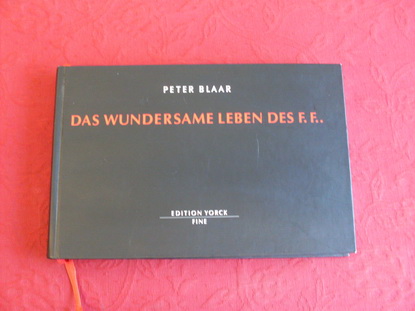 PETER BLAAR
DAS WUNDERSAME LEBEN DES F. F..
EDITION YORCK
FINE